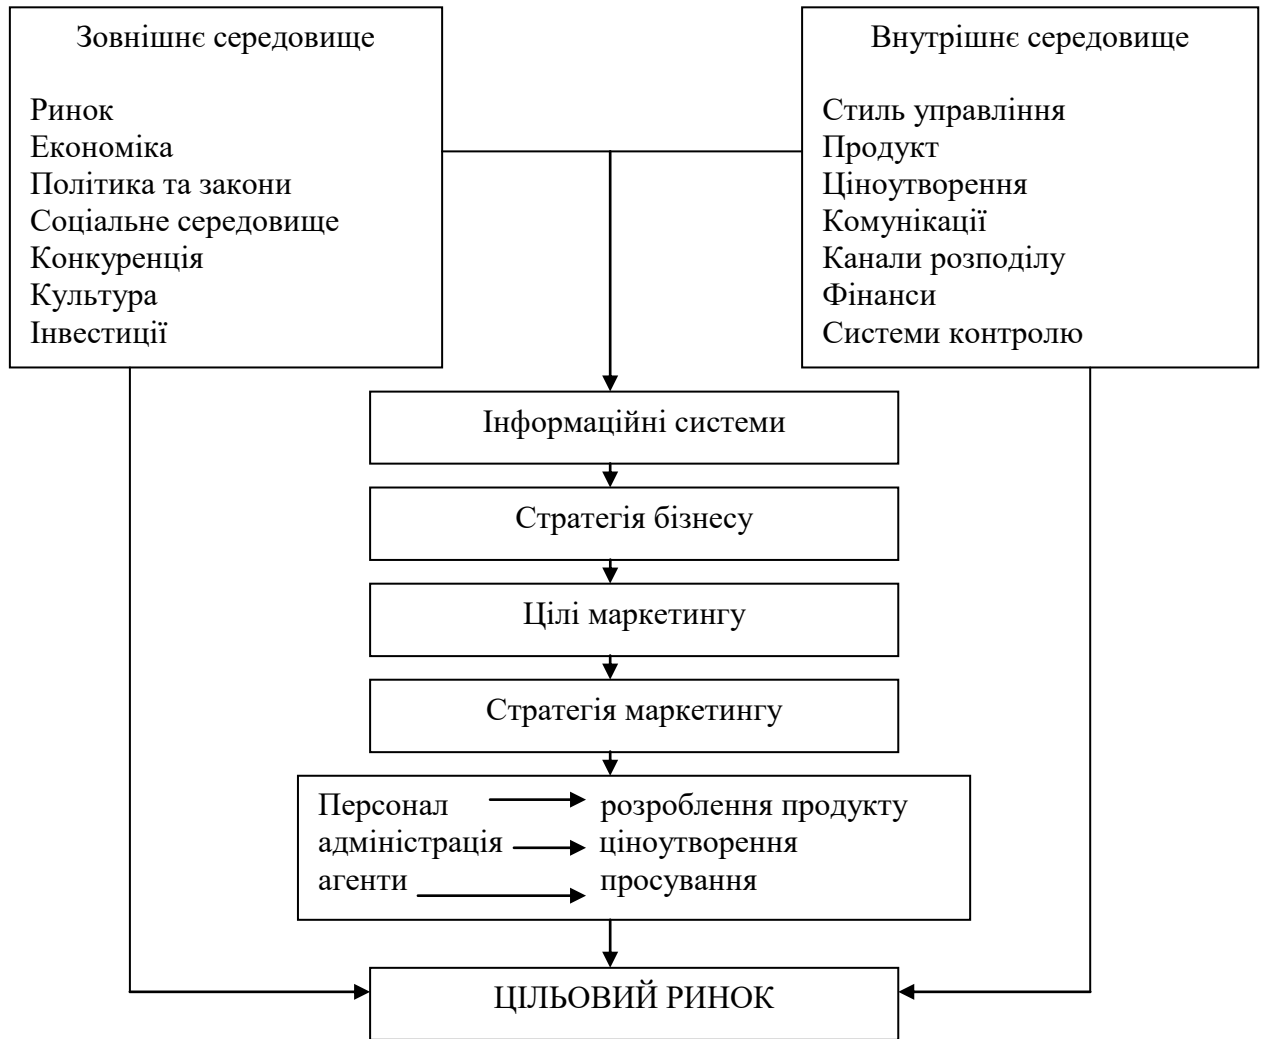 Зовнішнє середовище
Ринок
Економіка
Політика та закони
Соціальне середовище
Конкуренція
Культура
Інвестиції
Внутрішнє середовище
Стиль управління
Продукт
Ціноутворення
Комунікації
Канали розподілу
Фінанси
Системи контролю
Інформаційні системи
Стратегія бізнесу
Цілі маркетингу
Стратегія маркетингу
Персонал розроблення продукту
адміністрація ціноутворення
агенти просування
ЦІЛЬОВИЙ РИНОК